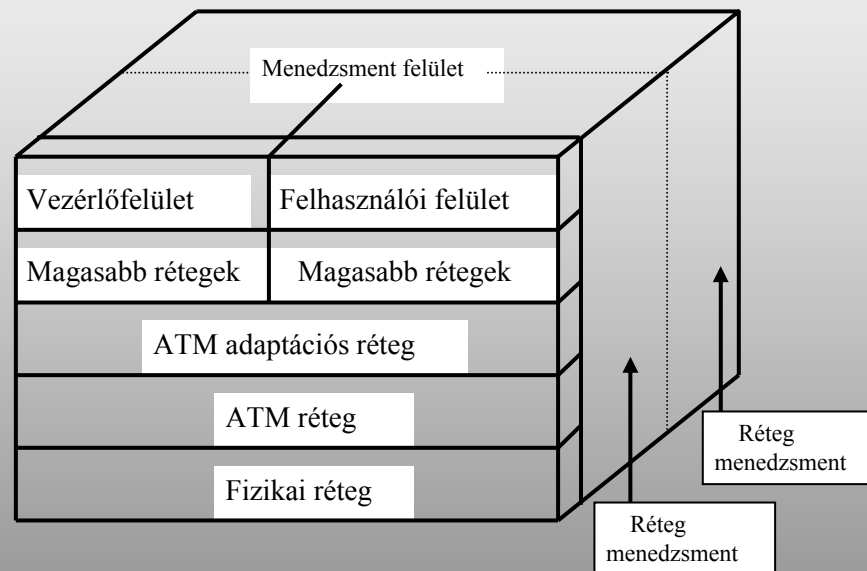 Menedzsment felület
Vezérlőfelület
Felhasználói felület
Magasabb rétegek
Magasabb rétegek
ATM adaptációs réteg
ATM réteg
Fizikai réteg
Réteg
menedzsment
Réteg
menedzsment